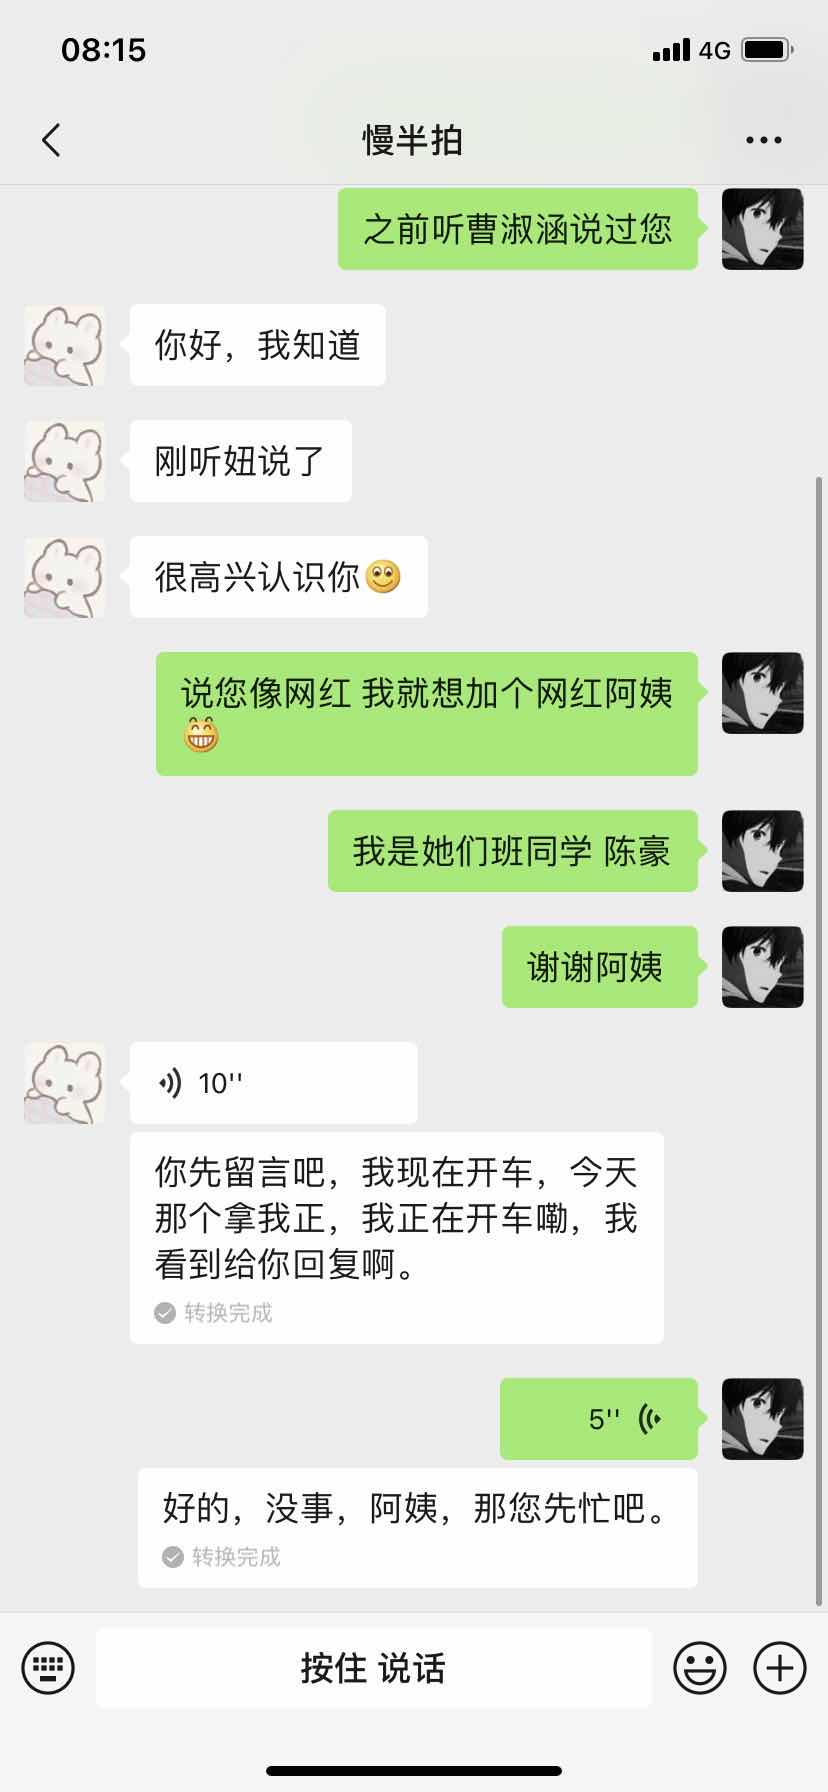 08:15
4G
慢半拍
之前听曹淑涵说过您
你好，我知道
刚听妞说了
很高兴认识你
说您像网红 我就想加个网红阿姨
我是她们班同学 陈豪
谢谢阿姨
10''
你先留言吧，我现在开车，今天
那个拿我正，我正在开车嘞，我
看到给你回复啊。
转换完成
5''
好的，没事，阿姨，那您先忙吧。
转换完成
按住 说话